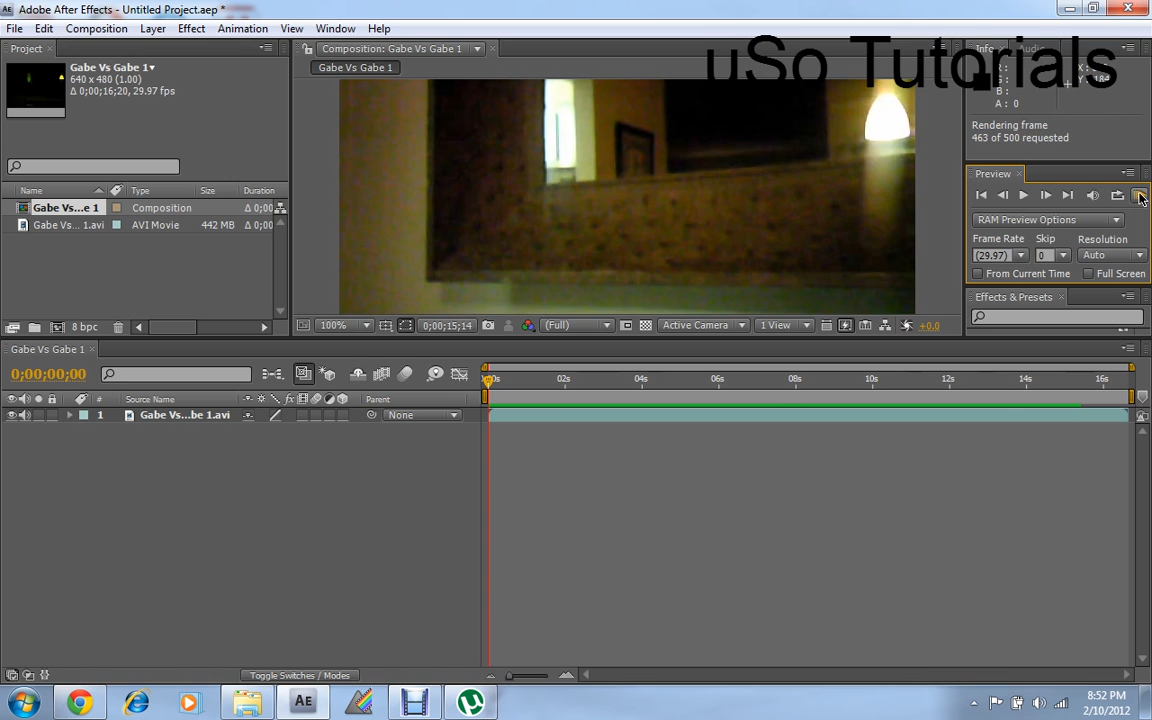 Adobe After Effects - Untitled Project.aep *
File Edit Composition Layer Effect Animation View Window Help
Project
Gabe Vs Gabe 1
640 x 480 (1.00)
Δ 0;00;16;20, 29.97 fps
Name Type Size Duration
Gabe Vs...e 1 Composition Δ 0;00
Gabe Vs... 1.avi AVI Movie 442 MB Δ 0;00
8 bpc
Composition: Gabe Vs Gabe 1
Gabe Vs Gabe 1
100% 0;00;15;14 (Full) Active Camera 1 View +0.0
uSo Tutorials
Info Audio
B :
A : 0
Rendering frame
463 of 500 requested
Preview
RAM Preview Options
Frame Rate Skip Resolution
(29.97) 0 Auto
From Current Time Full Screen
Effects & Presets
Gabe Vs Gabe 1
0;00;00;00
# Source Name Parent
1 Gabe Vs...be 1.avi None
02s 04s 06s 08s 10s 12s 14s 16s
Toggle Switches / Modes
AE
8:52 PM
2/10/2012